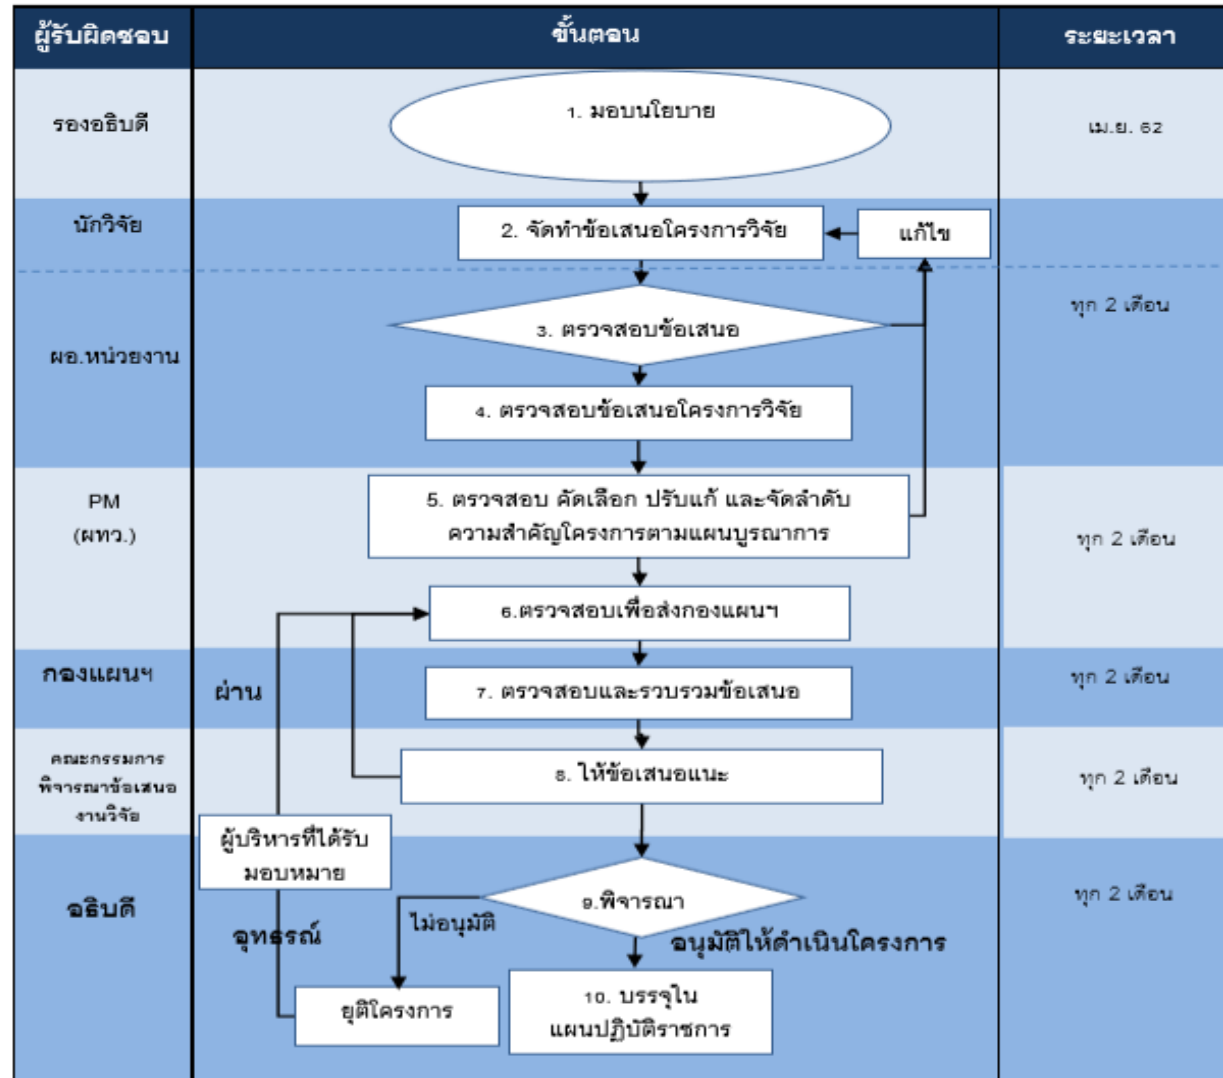 ผู้รับผิดชอบ
ขั้นตอน
ระยะเวลา
รองอธิบดี
1. มอบนโยบาย
เม.ย. 62
นักวิจัย
2. จัดทำข้อเสนอโครงการวิจัย
แก้ไข
ทุก 2 เดือน
3. ตรวจสอบข้อเสนอ
ผอ.หน่วยงาน
4. ตรวจสอบข้อเสนอโครงการวิจัย
PM
(ผทว.)
5. ตรวจสอบ คัดเลือก ปรับแก้ และจัดลำดับ
ความสำคัญโครงการตามแผนบูรณาการ
ทุก 2 เดือน
6.ตรวจสอบเพื่อส่งกองแผนฯ
กองแผนฯ
ผ่าน
7. ตรวจสอบและรวบรวมข้อเสนอ
ทุก 2 เดือน
คณะกรรมการ
พิจารณาข้อเสนอ
งานวิจัย
8. ให้ข้อเสนอแนะ
ทุก 2 เดือน
ผู้บริหารที่ได้รับ
มอบหมาย
อธิบดี
9.พิจารณา
ทุก 2 เดือน
อุทธรณ์
ไม่อนุมัติ
อนุมัติให้ดำเนินโครงการ
ยุติโครงการ
10. บรรจุใน
แผนปฏิบัติราชการ